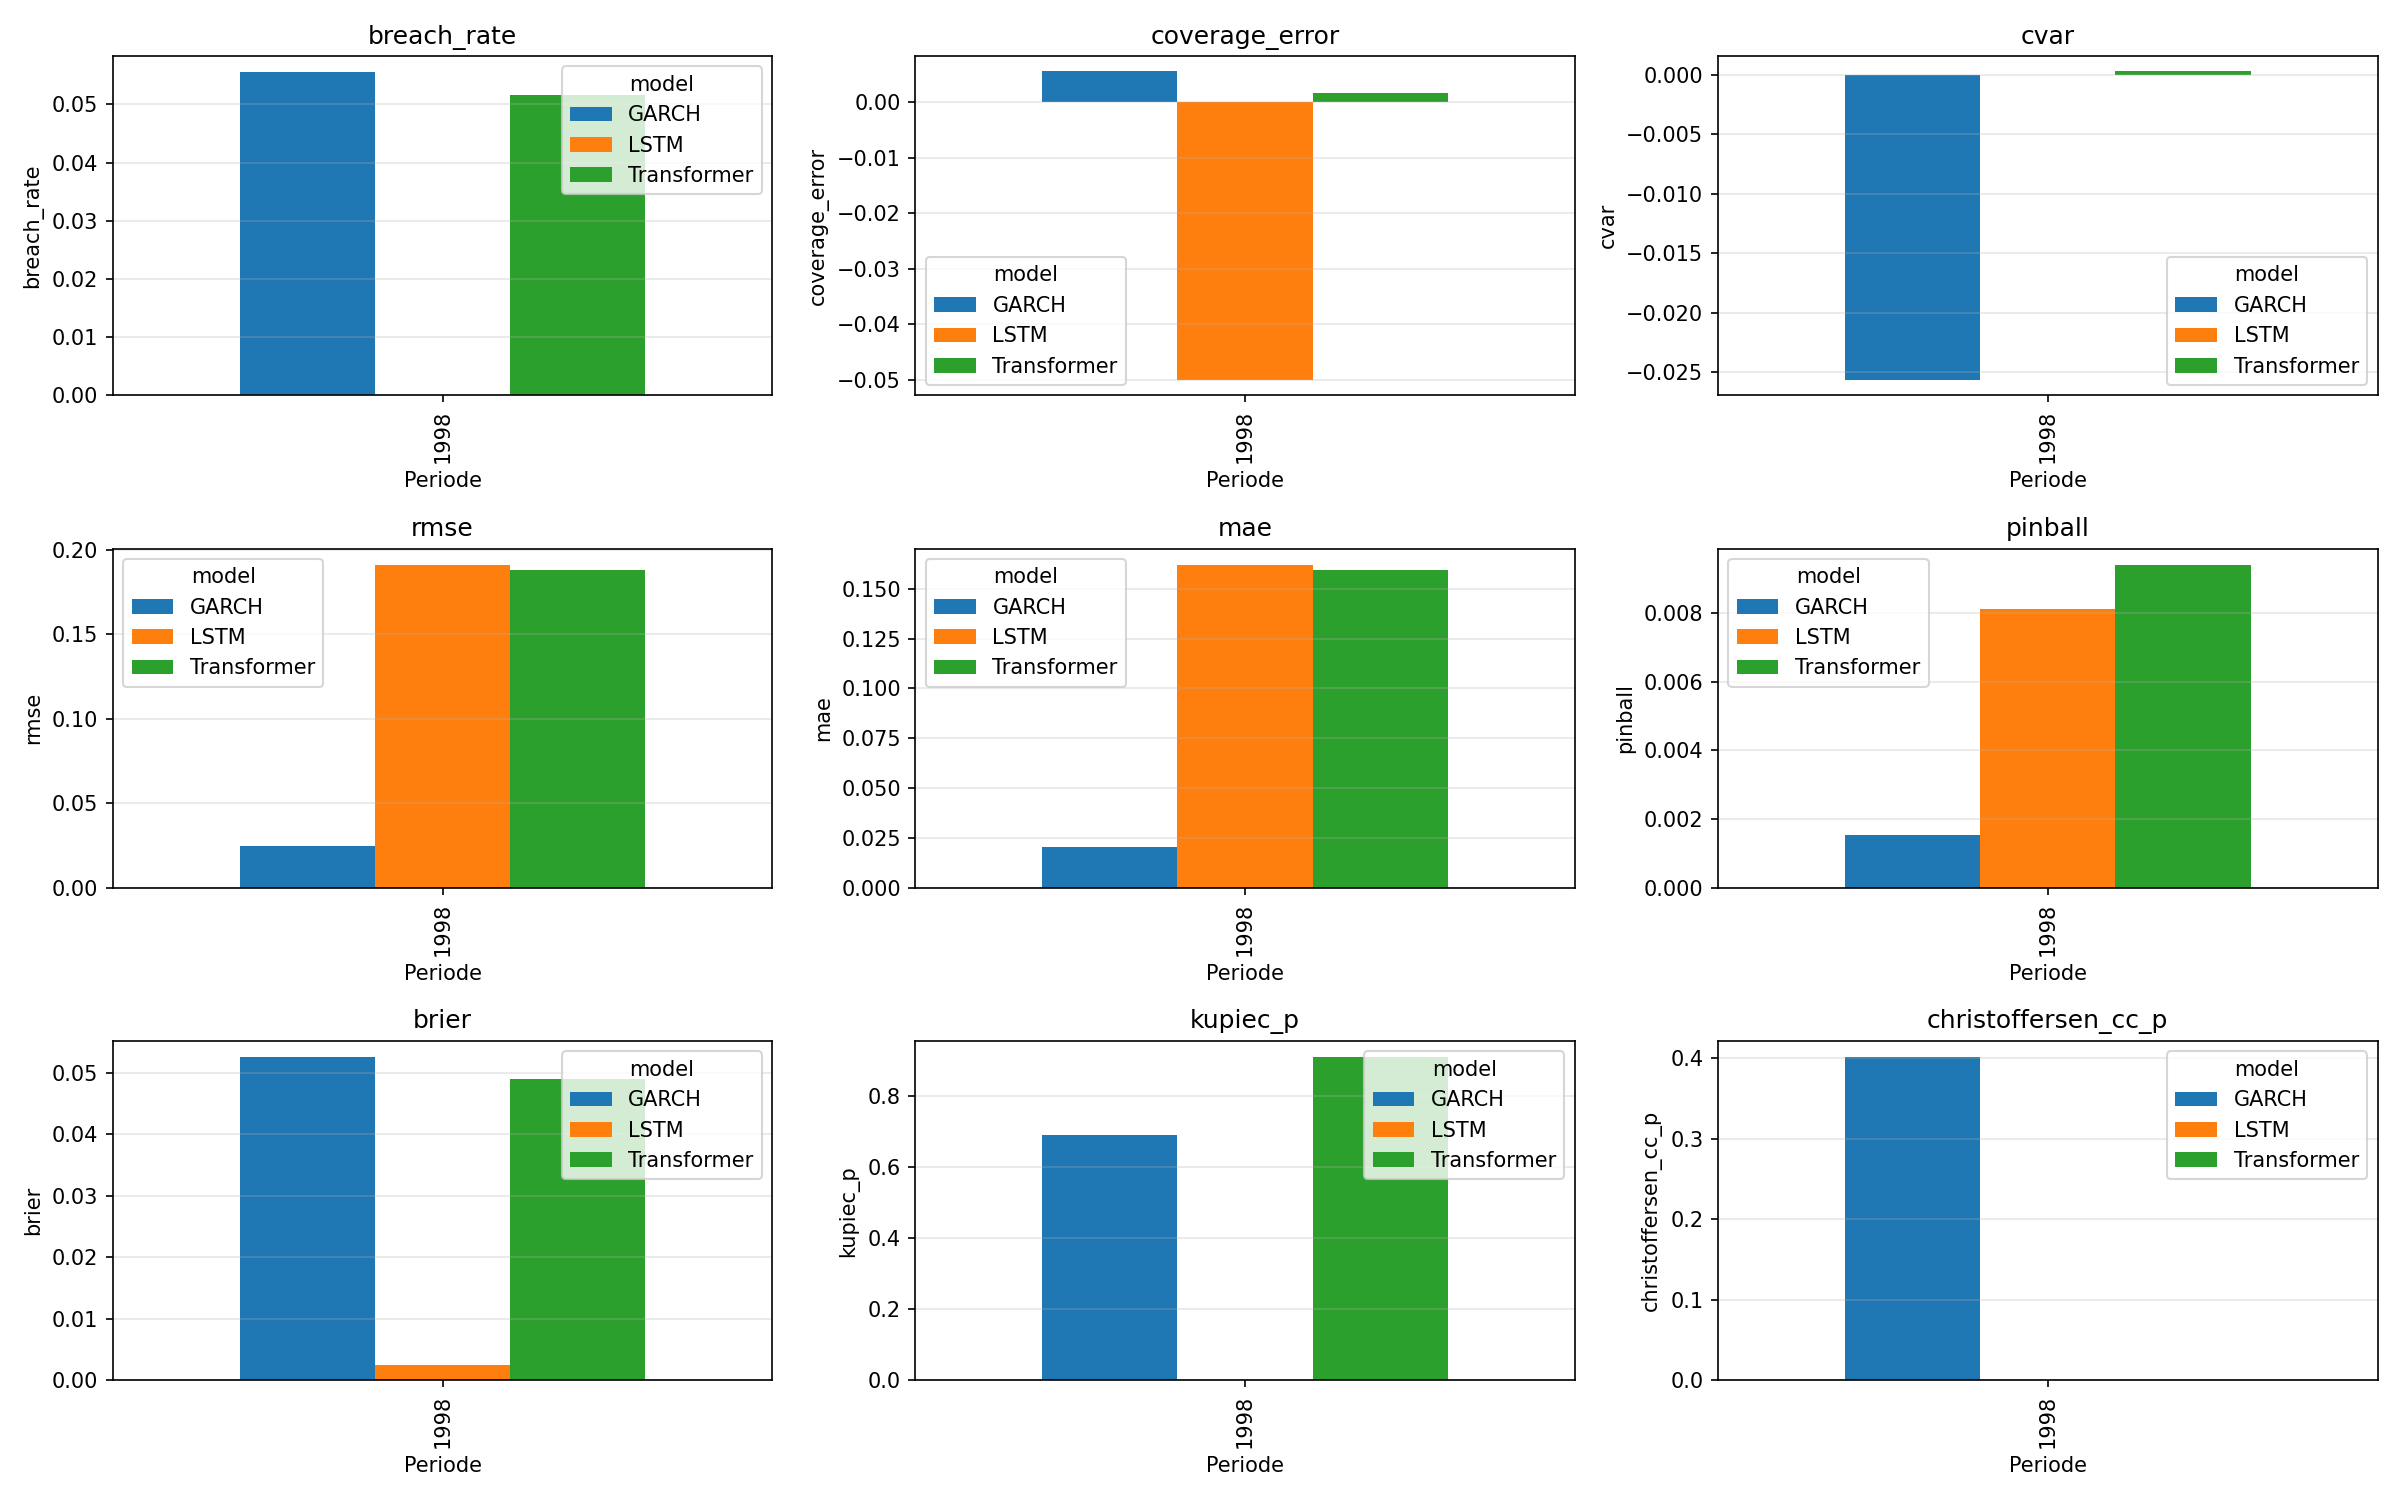 breach_rate
breach_rate
0.05
0.04
0.03
0.02
0.01
0.00
model
GARCH
LSTM
Transformer
1998
Periode
coverage_error
coverage_error
0.00
−0.01
−0.02
−0.03
−0.04
−0.05
model
GARCH
LSTM
Transformer
1998
Periode
cvar
cvar
0.000
−0.005
−0.010
−0.015
−0.020
−0.025
model
GARCH
LSTM
Transformer
1998
Periode
rmse
rmse
0.20
0.15
0.10
0.05
0.00
model
GARCH
LSTM
Transformer
1998
Periode
mae
mae
0.150
0.125
0.100
0.075
0.050
0.025
0.000
model
GARCH
LSTM
Transformer
1998
Periode
pinball
pinball
0.008
0.006
0.004
0.002
0.000
model
GARCH
LSTM
Transformer
1998
Periode
brier
brier
0.05
0.04
0.03
0.02
0.01
0.00
model
GARCH
LSTM
Transformer
1998
Periode
kupiec_p
kupiec_p
0.8
0.6
0.4
0.2
0.0
model
GARCH
LSTM
Transformer
1998
Periode
christoffersen_cc_p
christoffersen_cc_p
0.4
0.3
0.2
0.1
0.0
model
GARCH
LSTM
Transformer
1998
Periode